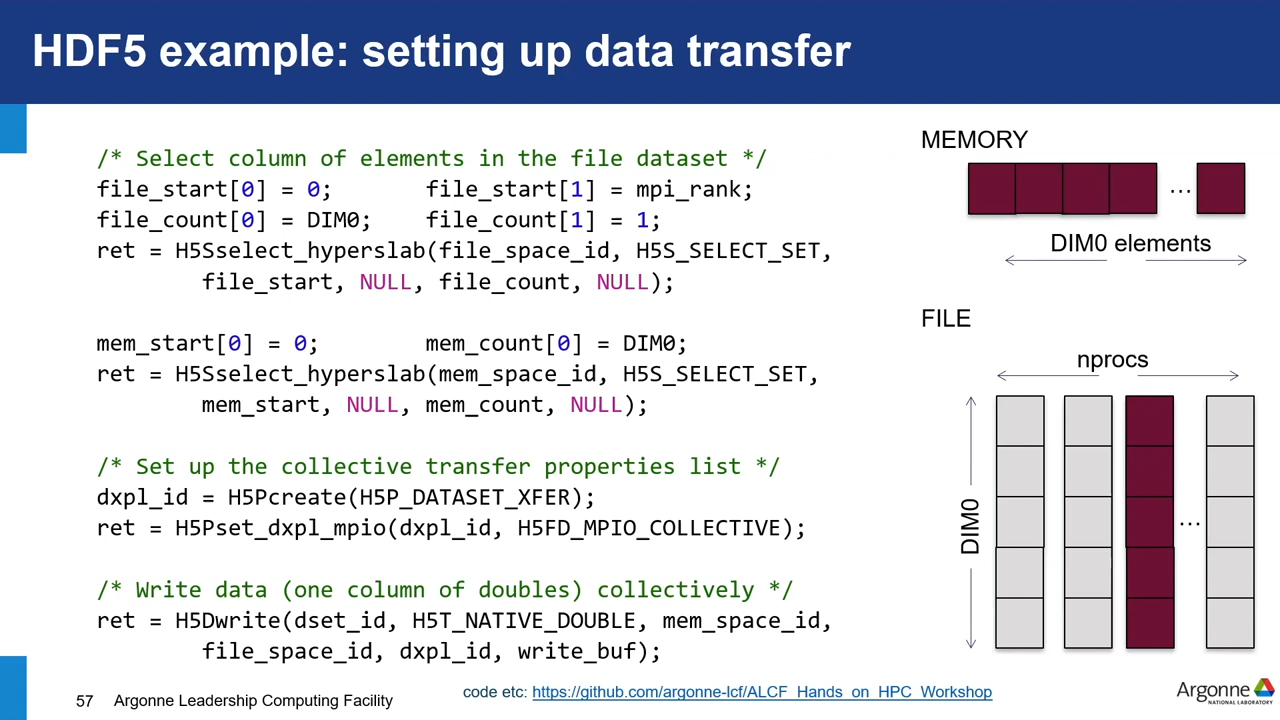 HDF5 example: setting up data transfer
/* Select column of elements in the file dataset */
file_start[0] = 0;       file_start[1] = mpi_rank;
file_count[0] = DIM0;    file_count[1] = 1;
ret = H5Sselect_hyperslab(file_space_id, H5S_SELECT_SET,
        file_start, NULL, file_count, NULL);
mem_start[0] = 0;        mem_count[0] = DIM0;
ret = H5Sselect_hyperslab(mem_space_id, H5S_SELECT_SET,
        mem_start, NULL, mem_count, NULL);
/* Set up the collective transfer properties list */
dxpl_id = H5Pcreate(H5P_DATASET_XFER);
ret = H5Pset_dxpl_mpio(dxpl_id, H5FD_MPIO_COLLECTIVE);
/* Write data (one column of doubles) collectively */
ret = H5Dwrite(dset_id, H5T_NATIVE_DOUBLE, mem_space_id,
        file_space_id, dxpl_id, write_buf);
MEMORY
...
DIM0 elements
FILE
nprocs
DIM0
...
57 Argonne Leadership Computing Facility
code etc: https://github.com/argonne-lcf/ALCF_Hands_on_HPC_Workshop
Argonne
NATIONAL LABORATORY